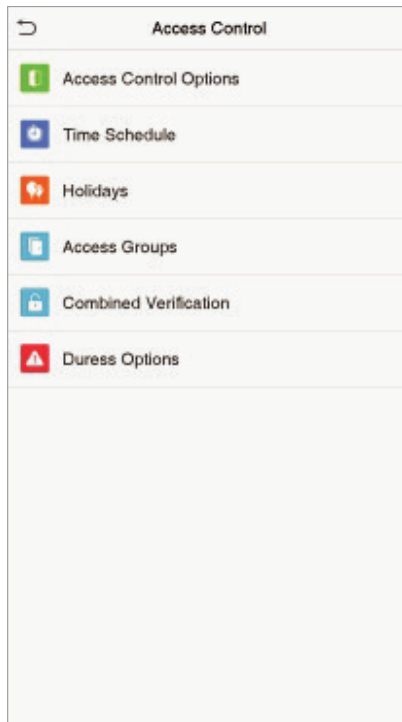 Access Control
Access Control Options
Time Schedule
Holidays
Access Groups
Combined Verification
Duress Options